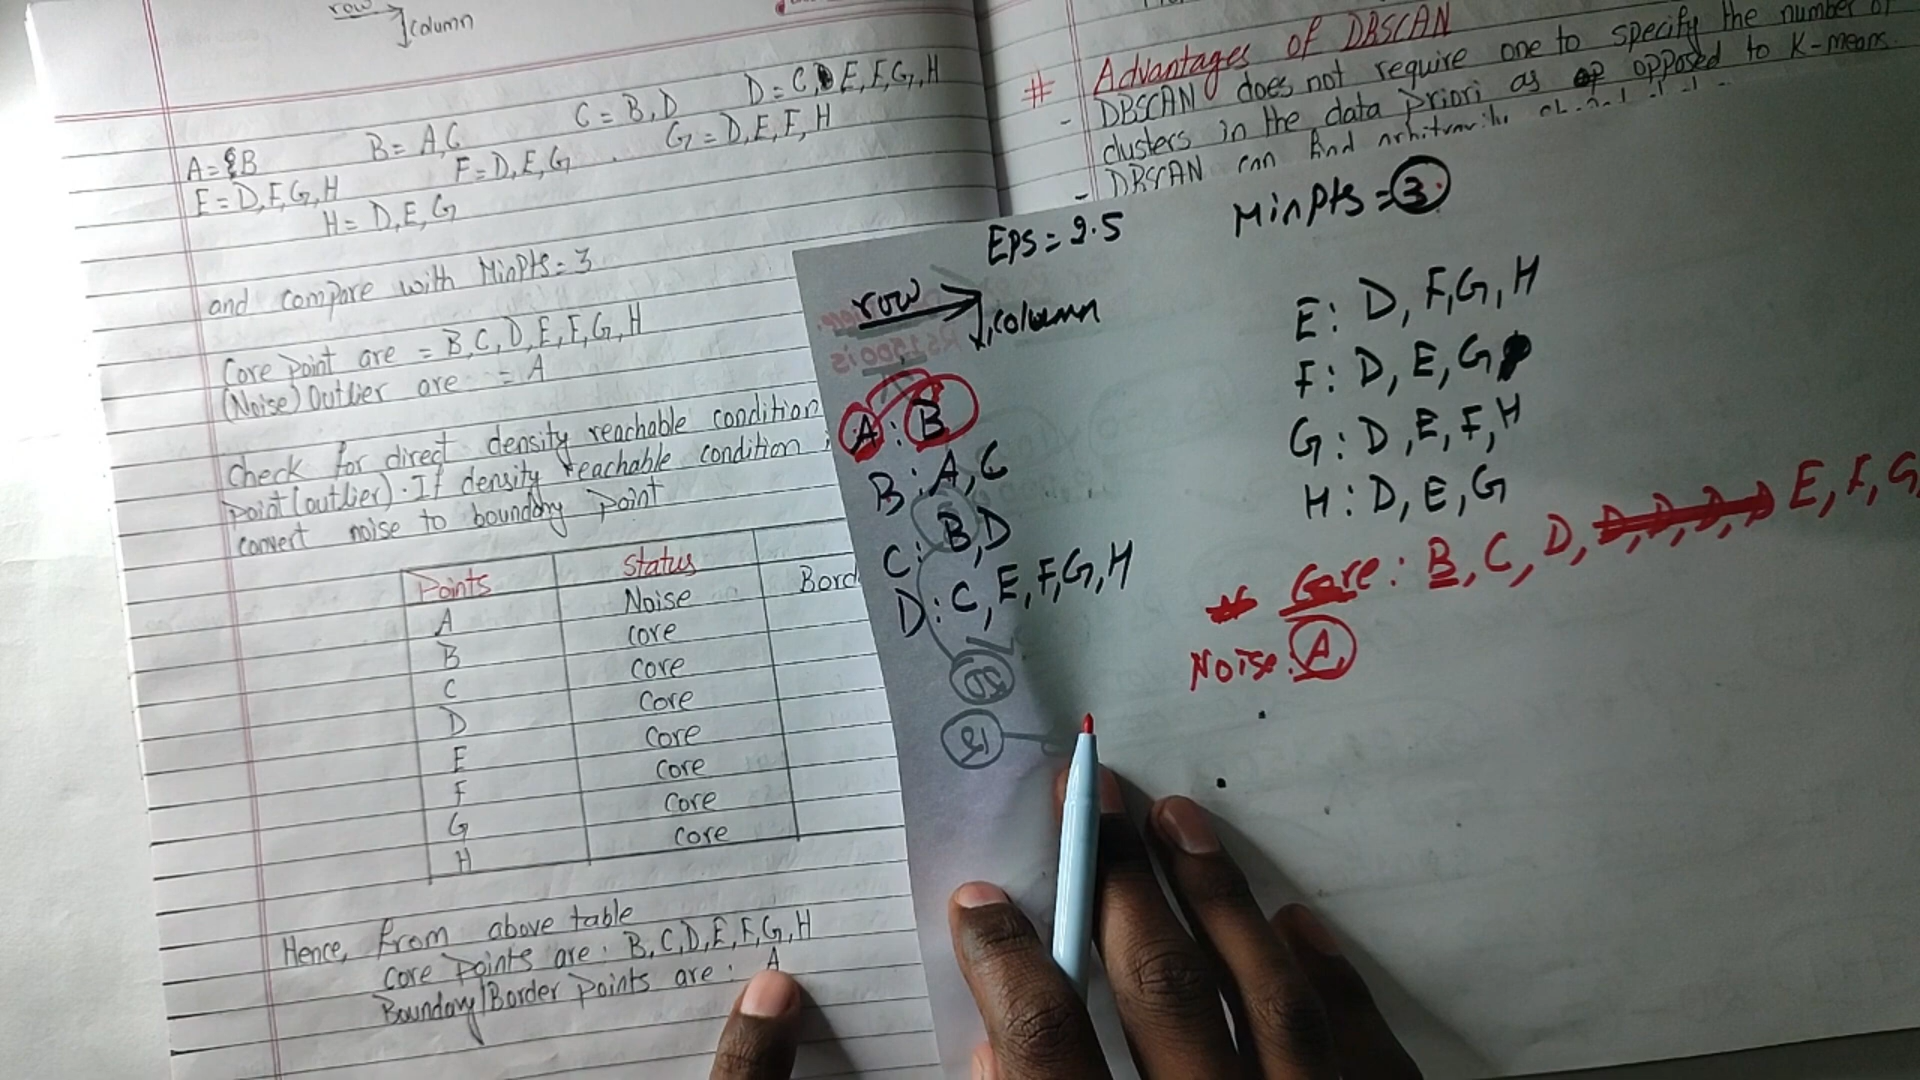 row
column
A = B
B = A, C
C = B, D
D = C, E, F, G, H
E = D, F, G, H
F = D, E, G
G = D, E, F, H
H = D, E, G
and compare with MinPts = 3
Core point are = B, C, D, E, F, G, H
(Noise) Outlier are = A
Check for direct density reachable condition
point (outlier). If density reachable condition
convert noise to boundary point
Points Status
A Noise Bord
B core
C core
D core
E core
F core
G core
H core
Hence, from above table
core points are : B, C, D, E, F, G, H
Boundary/Border points are : A
# Advantages of DBSCAN
- DBSCAN does not require one to specify the number of
clusters in the data priori as opposed to K-means.
- DBSCAN can find
Eps = 2.5 MinPts = 3
row
column
A : B
B : A, C
C : B, D
D : C, E, F, G, H
E : D, F, G, H
F : D, E, G
G : D, E, F, H
H : D, E, G
Core : B, C, D, E, F, G
Noise : A